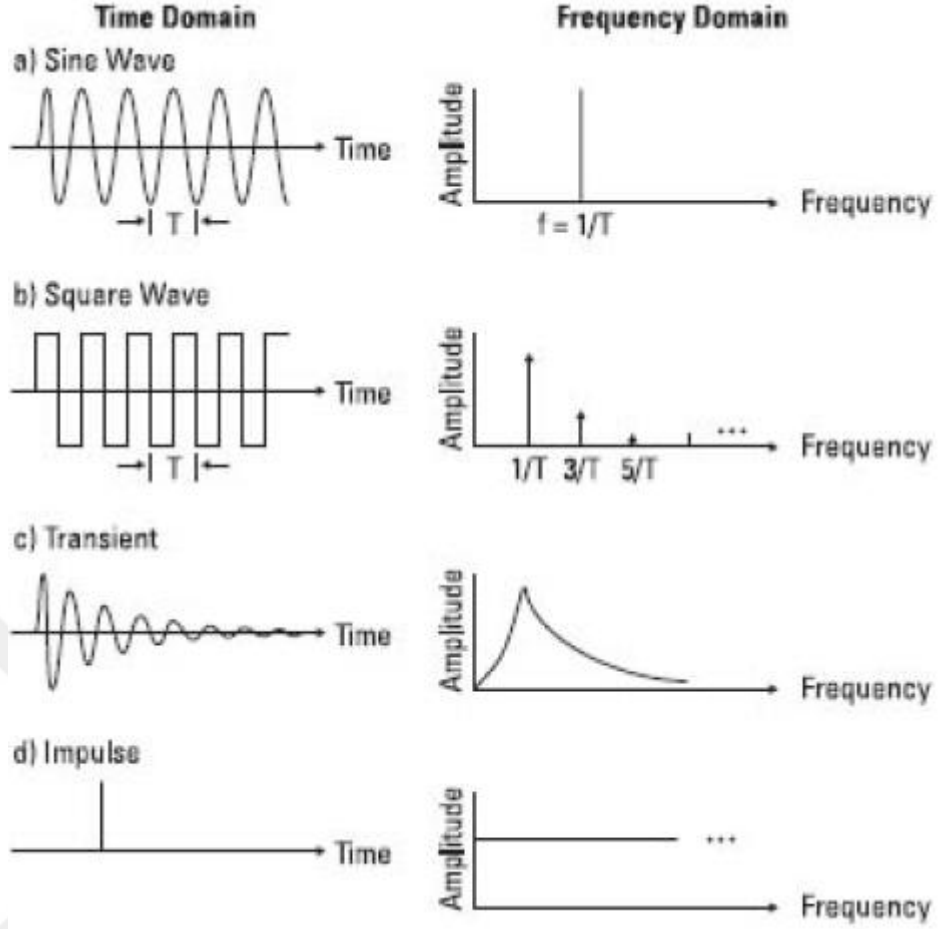 Time Domain
Frequency Domain
a) Sine Wave
Amplitude
Time
Frequency
T
f = 1/T
b) Square Wave
Amplitude
Time
Frequency
T
1/T 3/T 5/T
...
c) Transient
Amplitude
Time
Frequency
d) Impulse
Amplitude
...
Time
Frequency